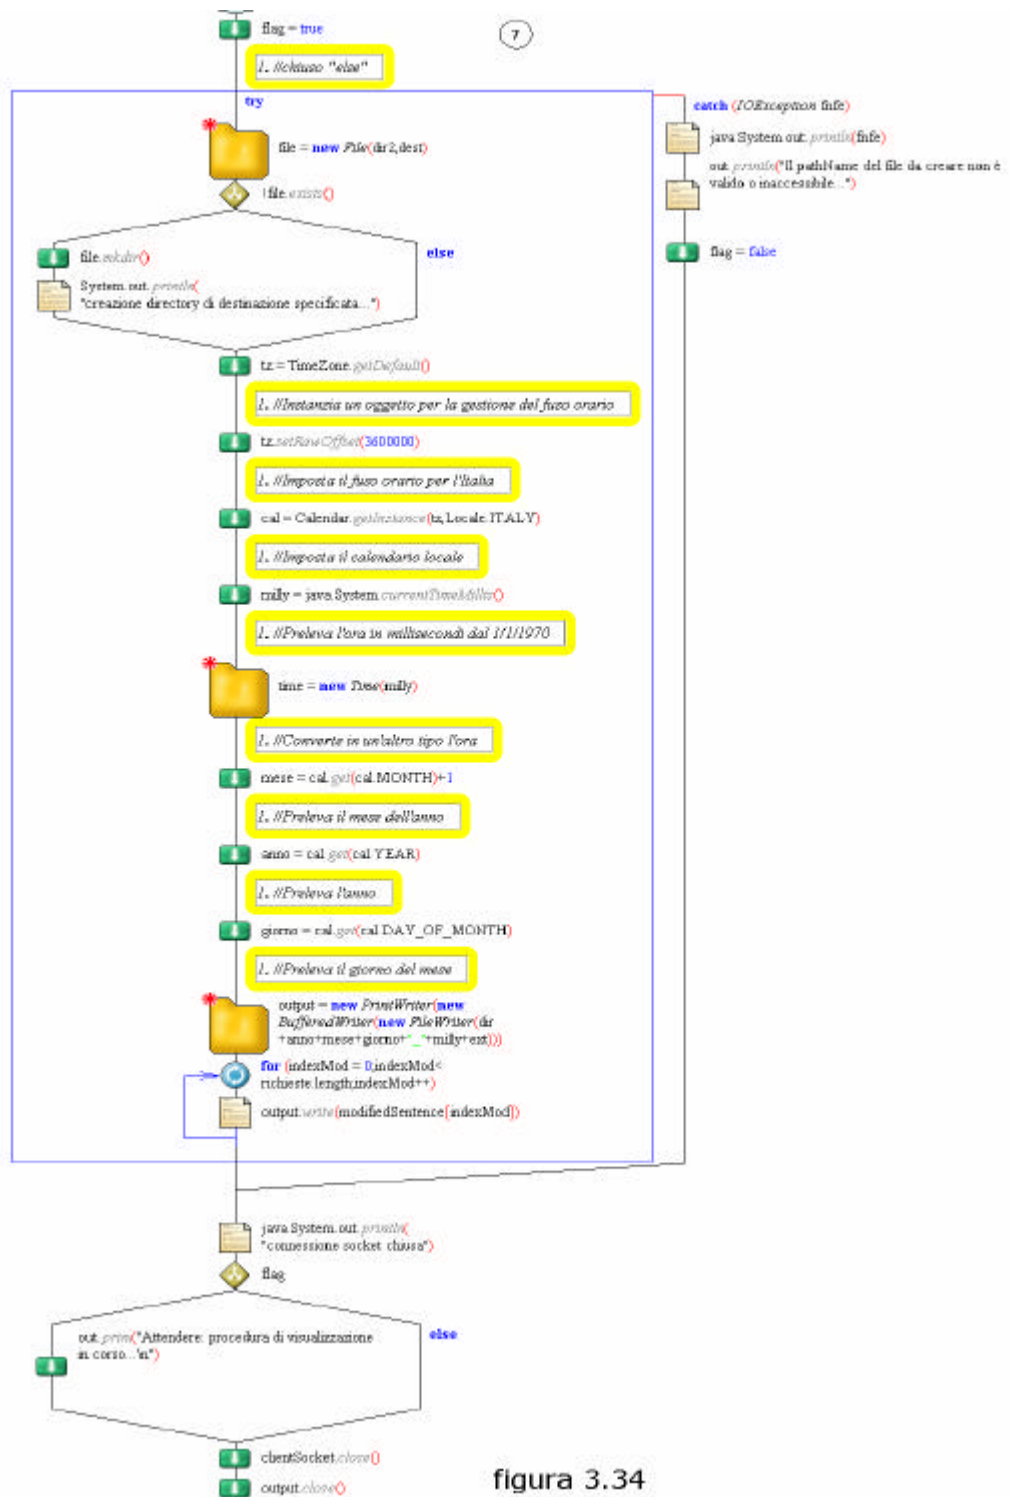 flag = true
7
1. //chiuso "else"
try
catch (IOException fnfe)
file = new File(dir2,dest)
java.System.out.println(fnfe)
!file.exists()
out.println("Il pathName del file da creare non è
valido o inaccessibile...")
file.mkdir()
else
flag = false
System.out.println(
"creazione directory di destinazione specificata...")
tz = TimeZone.getDefault()
1. //Instanzia un oggetto per la gestione del fuso orario
tz.setRawOffset(3600000)
1. //Imposta il fuso orario per l'Italia
cal = Calendar.getInstance(tz,Locale.ITALY)
1. //Imposta il calendario locale
milly = java.System.currentTimeMillis()
1. //Preleva l'ora in millisecondi dal 1/1/1970
time = new Time(milly)
1. //Converte in un'altro tipo l'ora
mese = cal.get(cal.MONTH)+1
1. //Preleva il mese dell'anno
anno = cal.get(cal.YEAR)
1. //Preleva l'anno
giorno = cal.get(cal.DAY_OF_MONTH)
1. //Preleva il giorno del mese
output = new PrintWriter(new
BufferedWriter(new FileWriter(dir
+anno+mese+giorno+"_"+milly+ext)))
for (indexMod = 0;indexMod<
richieste.length;indexMod++)
output.write(modifiedSentence[indexMod])
java.System.out.println(
"connessione socket chiusa")
flag
out.print("Attendere: procedura di visualizzazione
in corso...\n")
else
clientSocket.close()
output.close()
figura 3.34